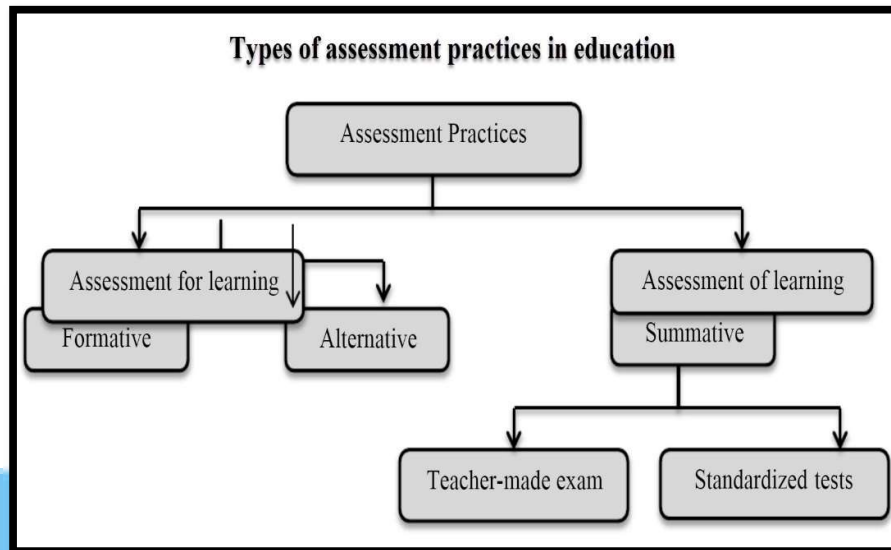 Types of assessment practices in education
Assessment Practices
Assessment for learning
Assessment of learning
Formative
Alternative
Summative
Teacher-made exam
Standardized tests